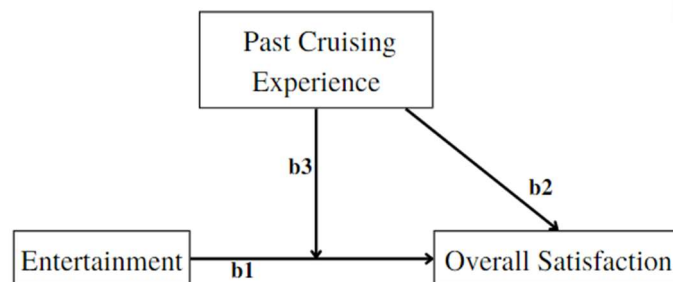 Past Cruising
Experience
b3
b2
Entertainment
b1
Overall Satisfaction